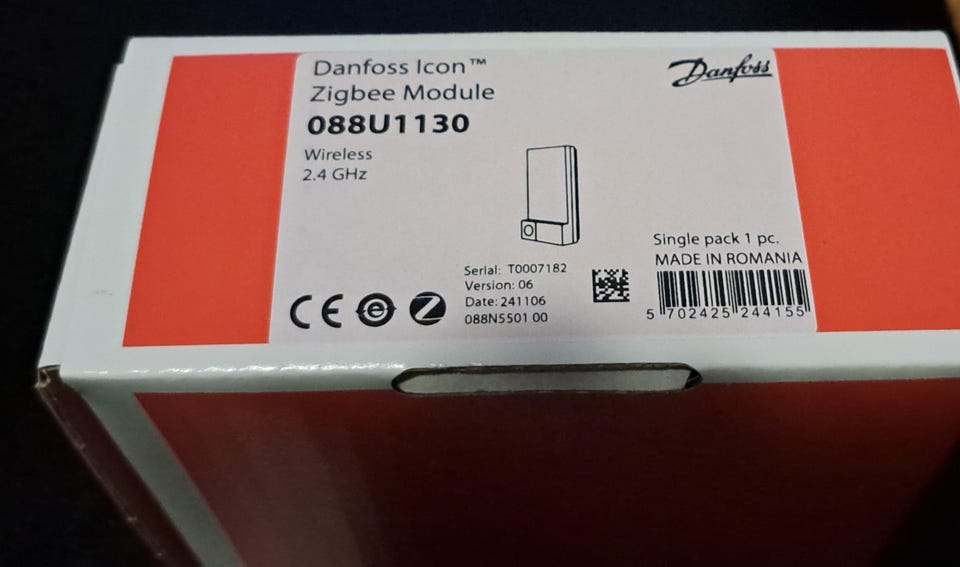 Danfoss Icon™
Zigbee Module
088U1130
Wireless
2.4 GHz
Danfoss
Single pack 1 pc.
MADE IN ROMANIA
5 702425 244155
Serial: T0007182
Version: 06
Date: 241106
088N5501 00
CE e Z